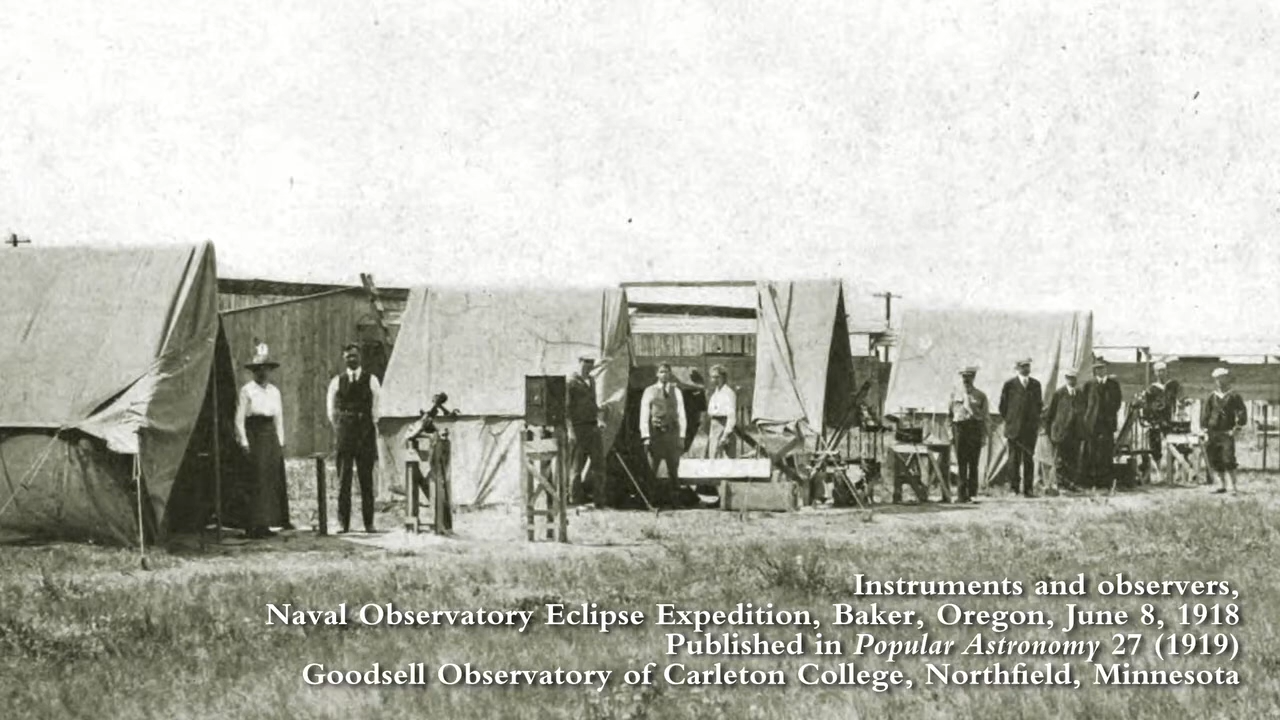 Instruments and observers,
Naval Observatory Eclipse Expedition, Baker, Oregon, June 8, 1918
Published in Popular Astronomy 27 (1919)
Goodsell Observatory of Carleton College, Northfield, Minnesota